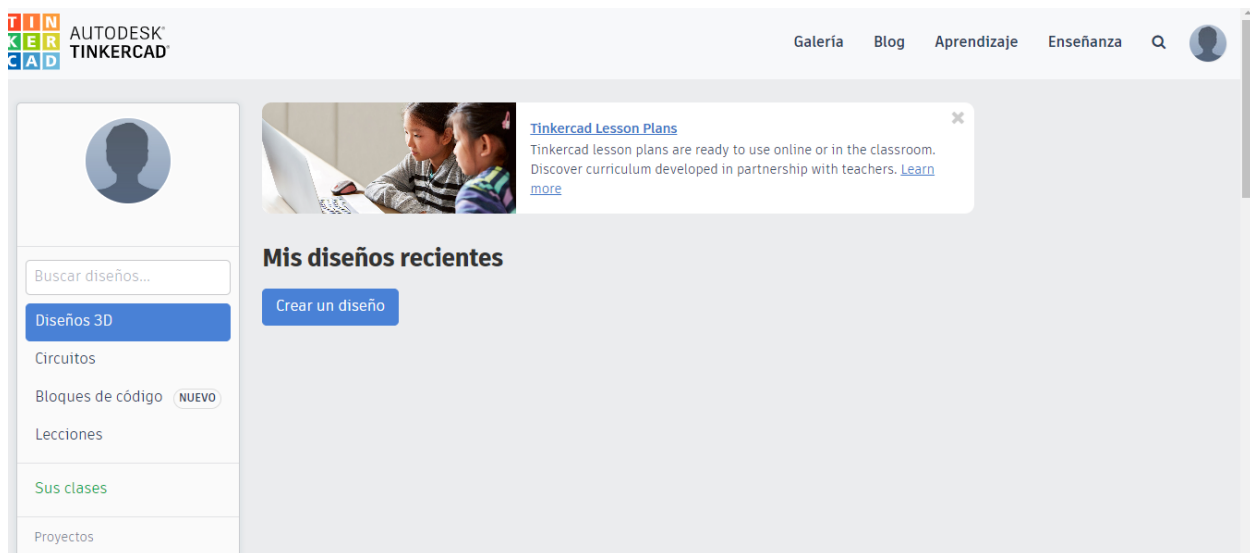 TIN
KER
CAD
AUTODESK®
TINKERCAD®
Galería Blog Aprendizaje Enseñanza
Tinkercad Lesson Plans
Tinkercad lesson plans are ready to use online or in the classroom.
Discover curriculum developed in partnership with teachers. Learn
more
Mis diseños recientes
Crear un diseño
Buscar diseños...
Diseños 3D
Circuitos
Bloques de código NUEVO
Lecciones
Sus clases
Proyectos